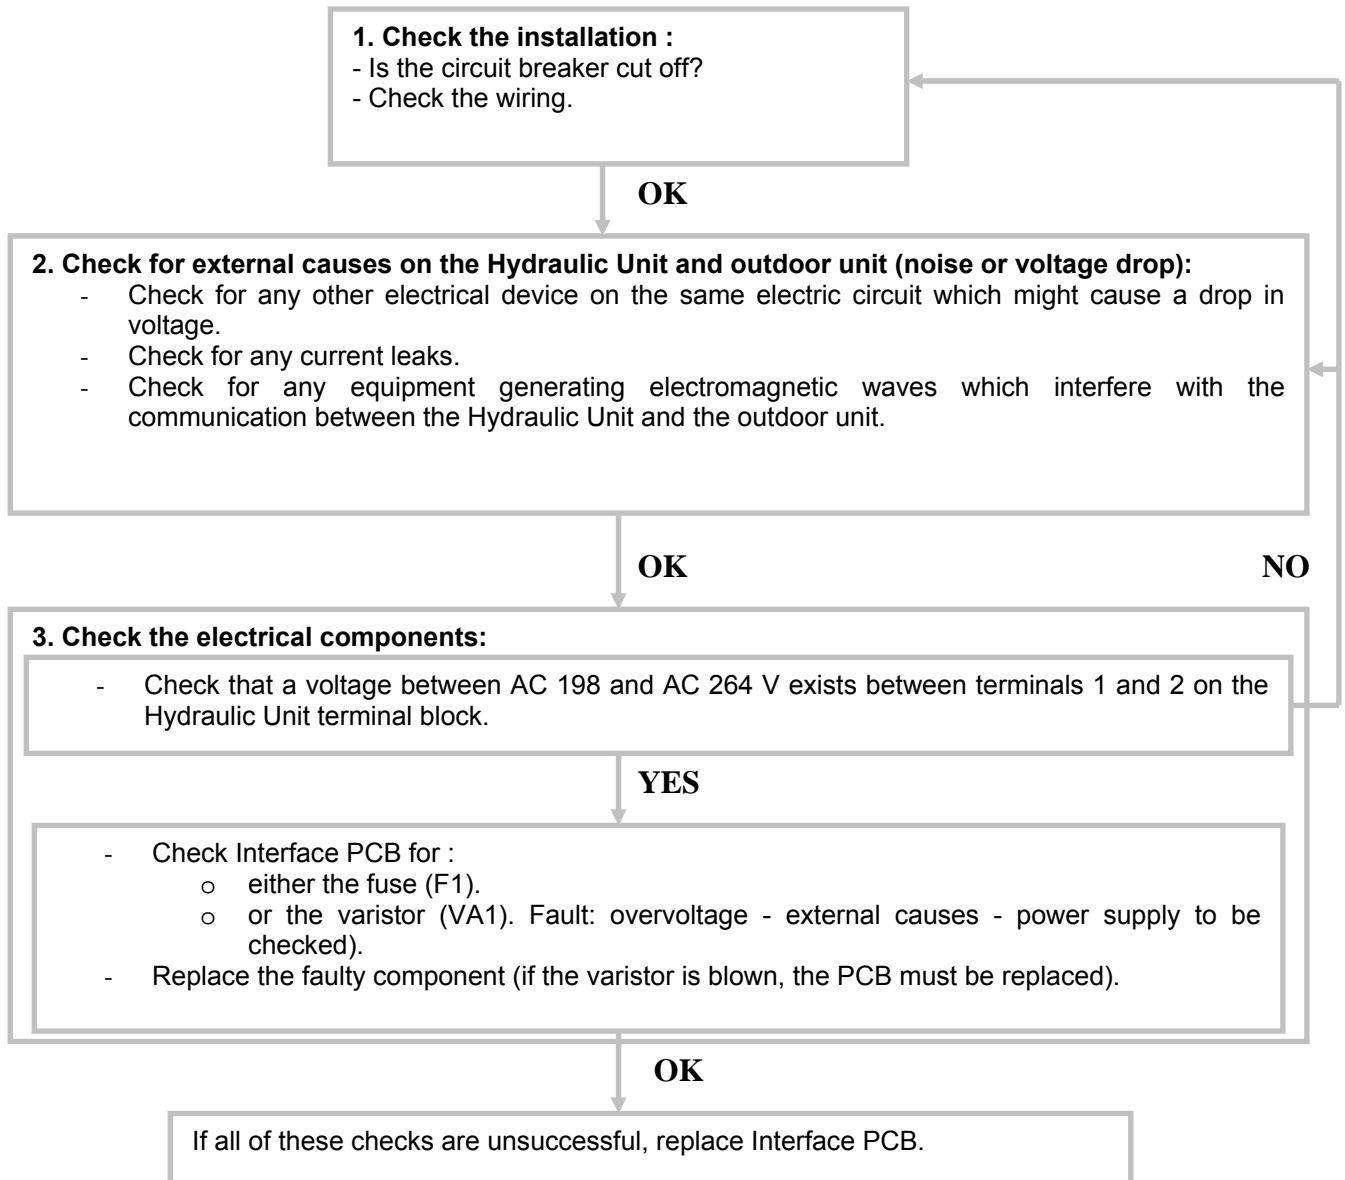 1. Check the installation :
- Is the circuit breaker cut off?
- Check the wiring.
OK
2. Check for external causes on the Hydraulic Unit and outdoor unit (noise or voltage drop):
- Check for any other electrical device on the same electric circuit which might cause a drop in
voltage.
- Check for any current leaks.
- Check for any equipment generating electromagnetic waves which interfere with the
communication between the Hydraulic Unit and the outdoor unit.
OK
NO
3. Check the electrical components:
- Check that a voltage between AC 198 and AC 264 V exists between terminals 1 and 2 on the
Hydraulic Unit terminal block.
YES
- Check Interface PCB for :
o either the fuse (F1).
o or the varistor (VA1). Fault: overvoltage - external causes - power supply to be
checked).
- Replace the faulty component (if the varistor is blown, the PCB must be replaced).
OK
If all of these checks are unsuccessful, replace Interface PCB.